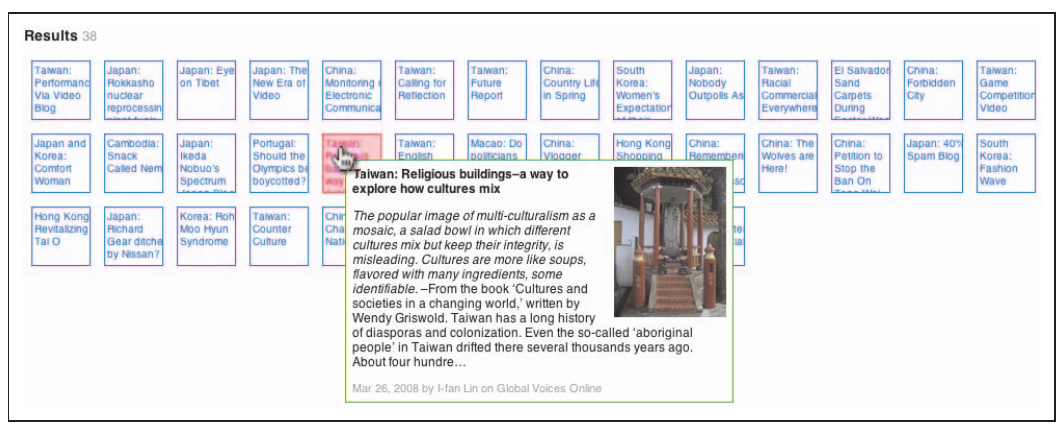 Results 38
Taiwan:
Performanc
Via Video
Blog
Japan:
Rokkasho
nuclear
reprocessin
Japan: Eye
on Tibet
Japan: The
New Era of
Video
China:
Monitoring
Electronic
Communica
Taiwan:
Calling for
Reflection
Taiwan:
Future
Report
China:
Country Life
in Spring
South
Korea:
Women's
Expectation
Japan:
Nobody
Outpolls As
Taiwan:
Racial
Commercial
Everywhere
El Salvador
Sand
Carpets
During
China:
Forbidden
City
Taiwan:
Game
Competition
Video
Japan and
Korea:
Comfort
Woman
Cambodia:
Snack
Called Nem
Japan:
Ikeda
Nobuo's
Spectrum
Portugal:
Should the
Olympics be
boycotted?
Taiwan:
Taiwan:
English
Macao: Do
politicians
China:
Vlogger
Hong Kong
Shopping
China:
Rememberi
China: The
Wolves are
Here!
China:
Petition to
Stop the
Ban On
Japan: 40%
Spam Blog
South
Korea:
Fashion
Wave
Hong Kong
Revitalizing
Tai O
Japan:
Richard
Gear ditche
by Nissan?
Korea: Roh
Moo Hyun
Syndrome
Taiwan:
Counter
Culture
Taiwan: Religious buildings–a way to
explore how cultures mix
The popular image of multi-culturalism as a
mosaic, a salad bowl in which different
cultures mix but keep their integrity, is
misleading. Cultures are more like soups,
flavored with many ingredients, some
identifiable. –From the book ‘Cultures and
societies in a changing world,’ written by
Wendy Griswold. Taiwan has a long history
of diasporas and colonization. Even the so-called ‘aboriginal
people’ in Taiwan drifted there several thousands years ago.
About four hundre…
Mar 26, 2008 by I-fan Lin on Global Voices Online